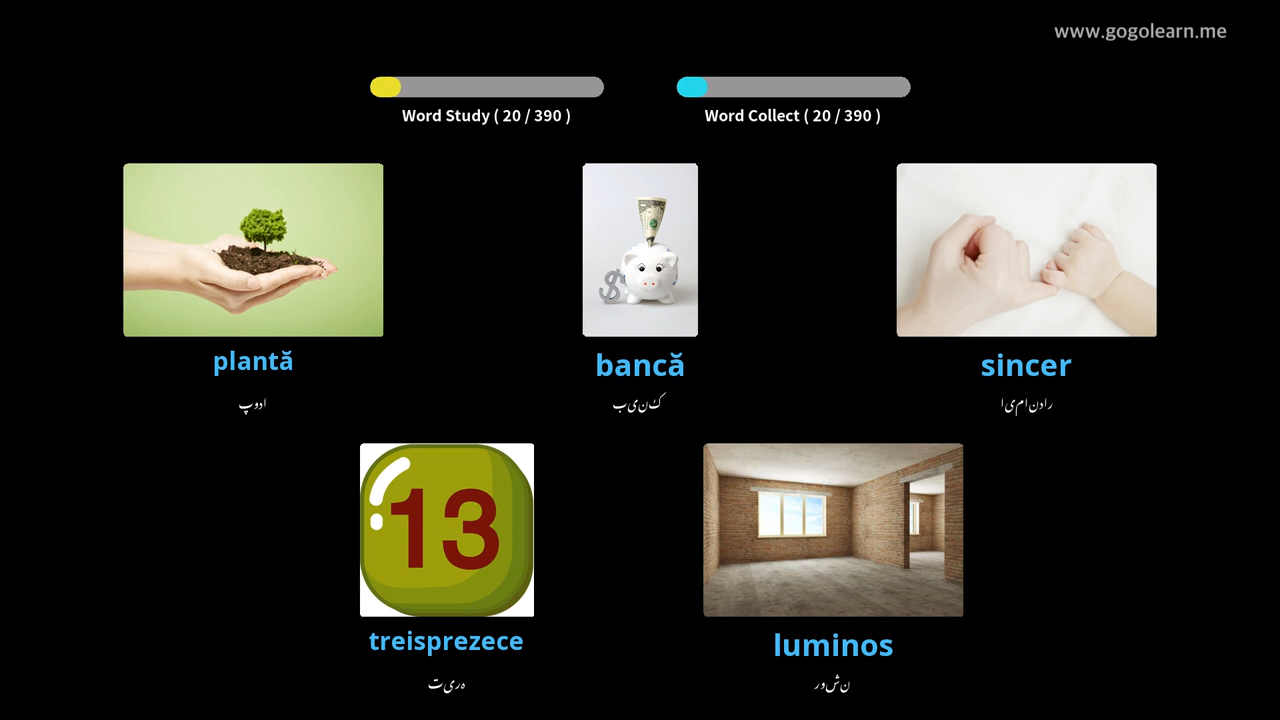 www.gogolearn.me
Word Study ( 20 / 390 )
Word Collect ( 20 / 390 )
plantă
bancă
sincer
پودا
بینک
ایماندار
13
treisprezece
luminos
تیرہ
روشن